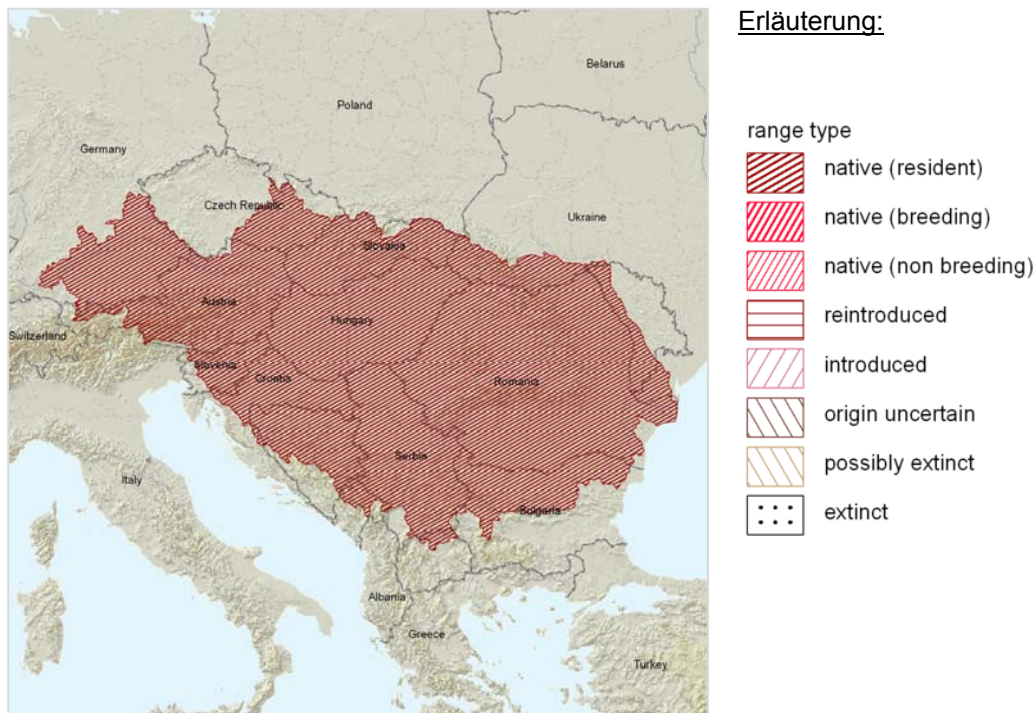 Erläuterung:
Belarus
Poland
Germany
Czech Republic
Ukraine
Slovakia
Austria
Hungary
Switzerland
Slovenia
Croatia
Romania
Serbia
Italy
Bulgaria
Albania
Greece
Turkey
range type
native (resident)
native (breeding)
native (non breeding)
reintroduced
introduced
origin uncertain
possibly extinct
extinct